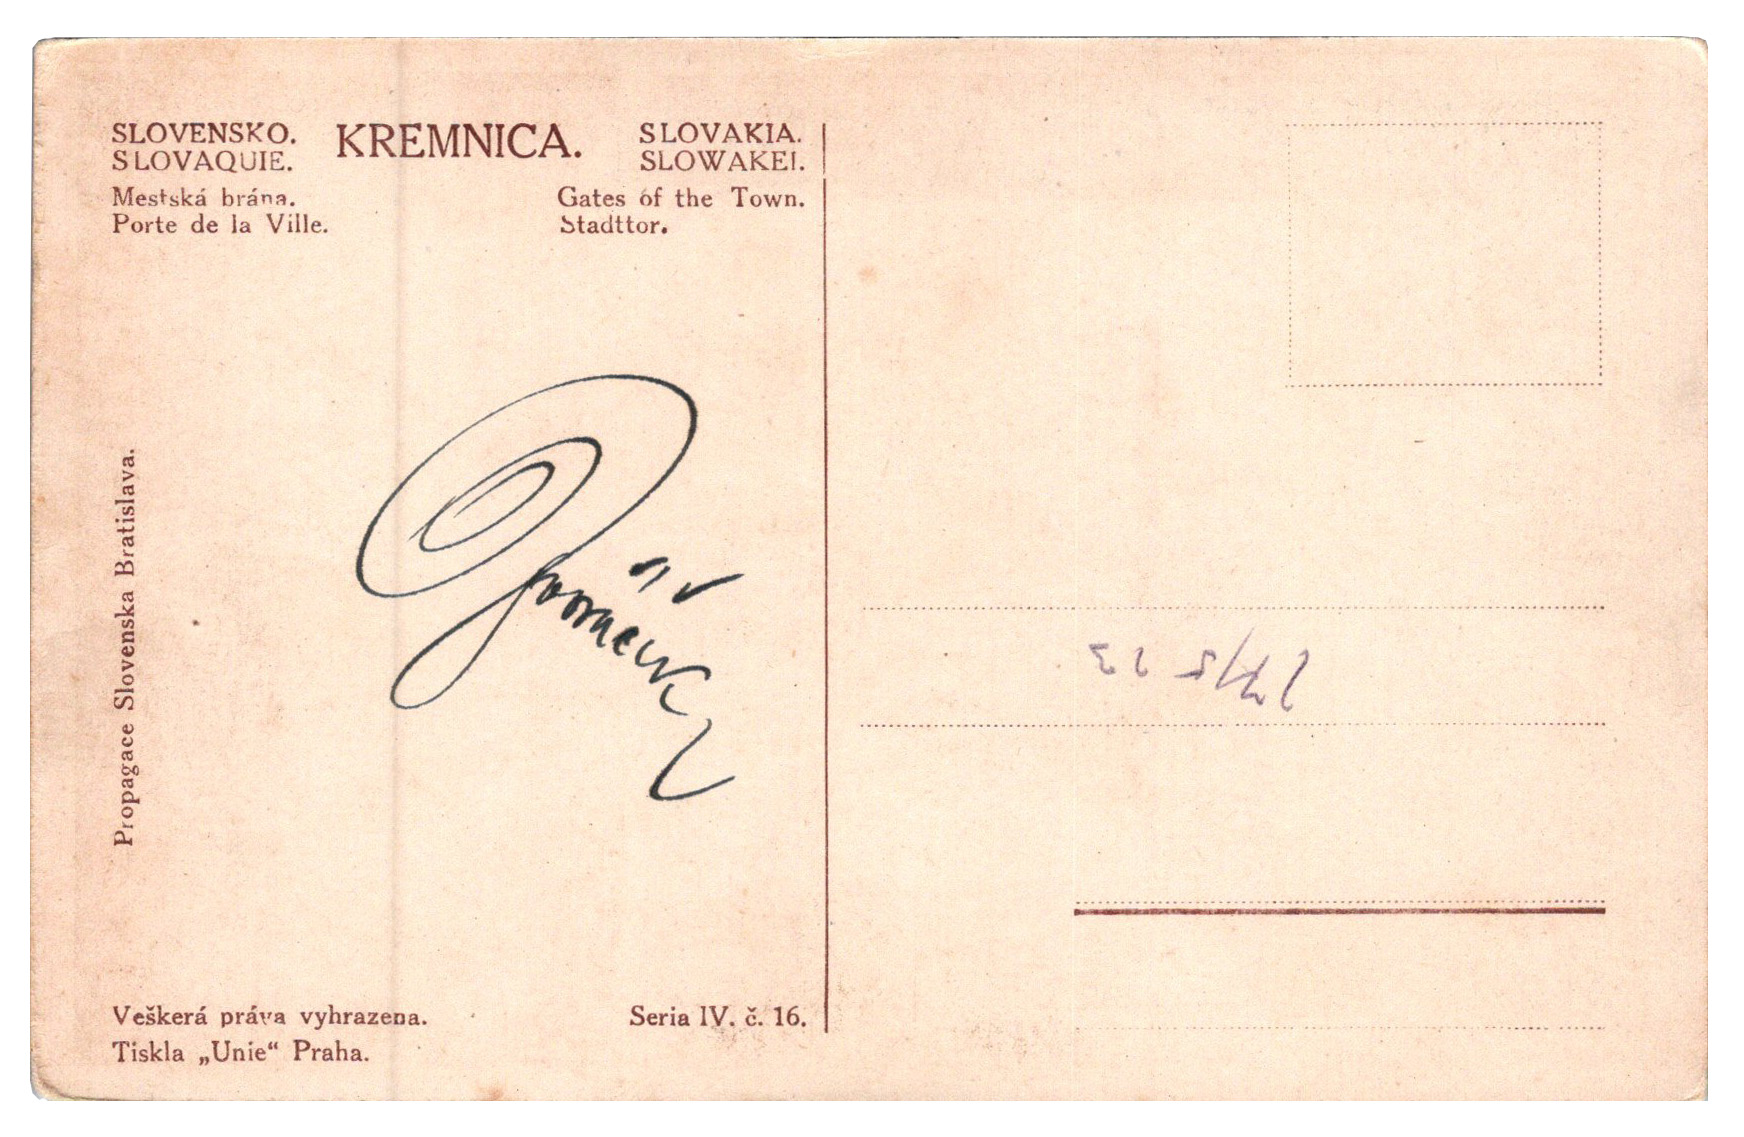 SLOVENSKO. KREMNICA. SLOVAKIA.
SLOVAQUIE. SLOWAKEI.
Mestská brána. Gates of the Town.
Porte de la Ville. Stadttor.
Propagace Slovenska Bratislava.
Veškerá práva vyhrazena. Seria IV. č. 16.
Tiskla „Unie“ Praha.